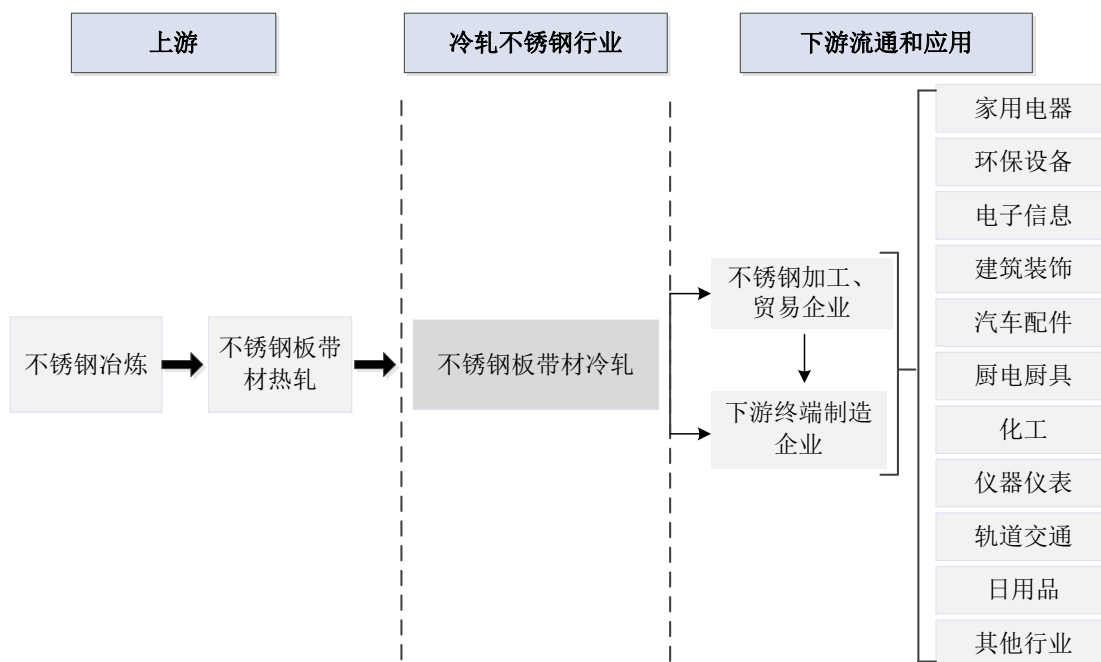 上游
冷轧不锈钢行业
下游流通和应用
不锈钢冶炼
不锈钢板带
材热轧
不锈钢板带材冷轧
不锈钢加工、
贸易企业
下游终端制造
企业
家用电器
环保设备
电子信息
建筑装饰
汽车配件
厨电厨具
化工
仪器仪表
轨道交通
日用品
其他行业